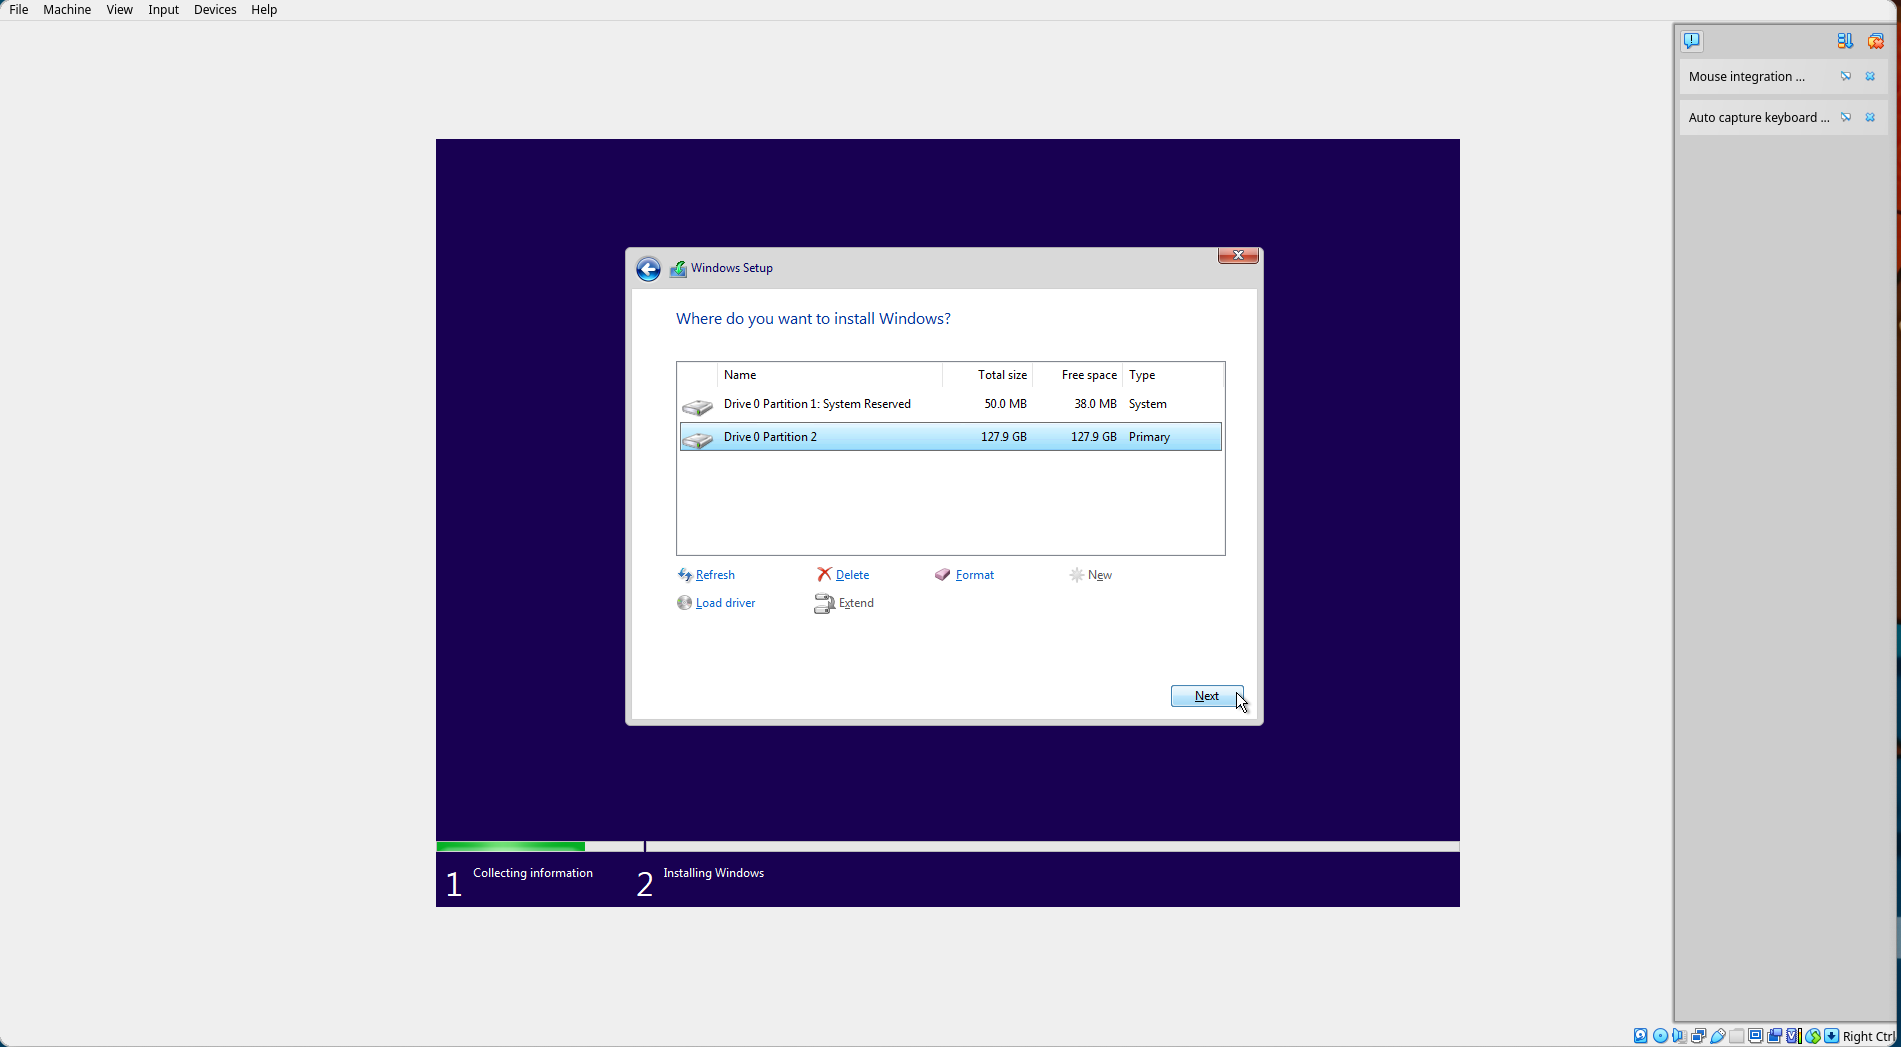 File Machine View Input Devices Help
Mouse integration ...
Auto capture keyboard ...
Windows Setup
Where do you want to install Windows?
Name Total size Free space Type
Drive 0 Partition 1: System Reserved 50.0 MB 38.0 MB System
Drive 0 Partition 2 127.9 GB 127.9 GB Primary
Refresh Delete Format New
Load driver Extend
Next
1 Collecting information 2 Installing Windows
Right Ctrl